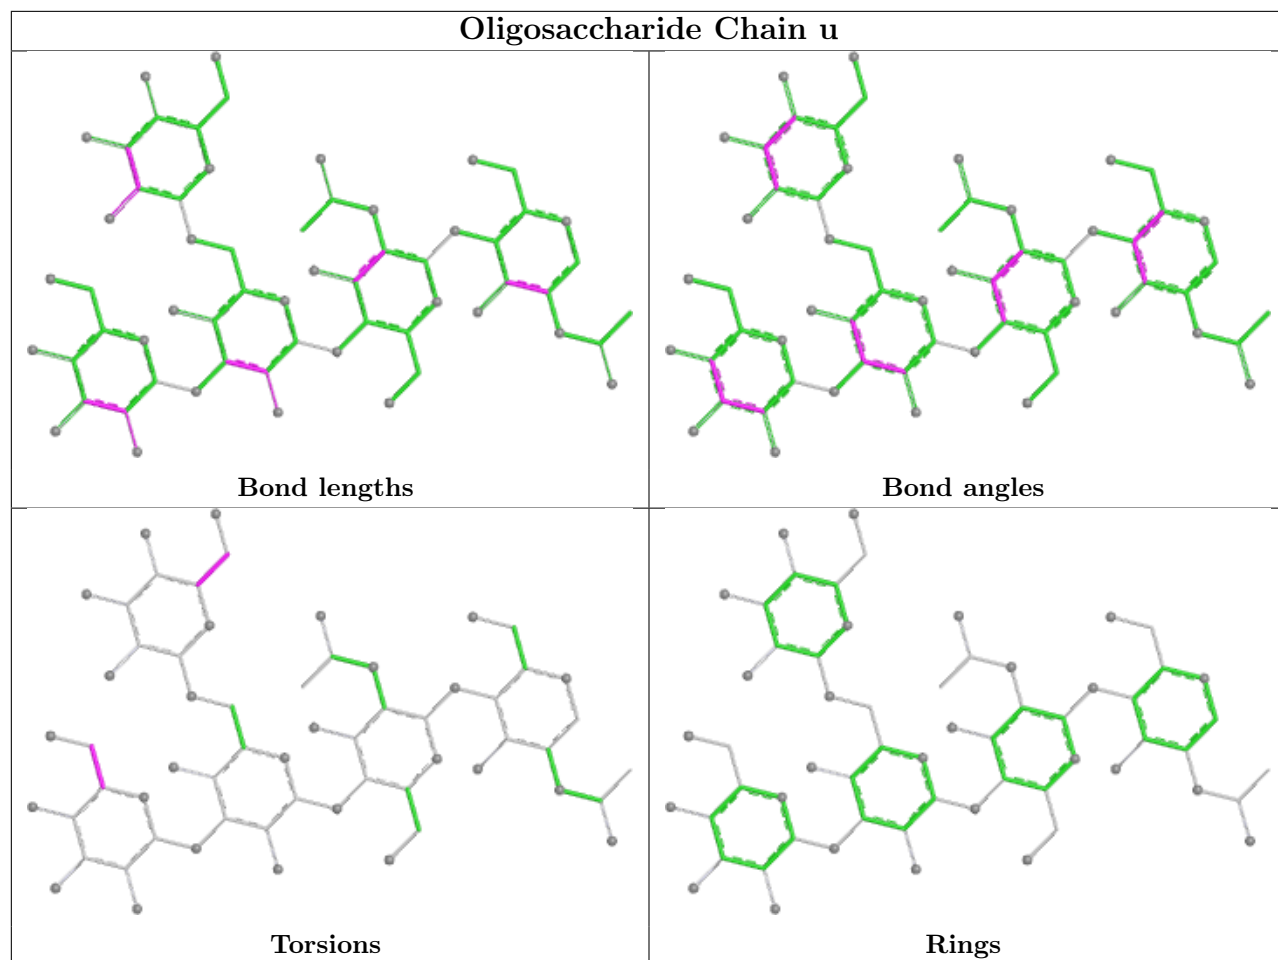 Oligosaccharide Chain u
Bond lengths
Bond angles
Torsions
Rings